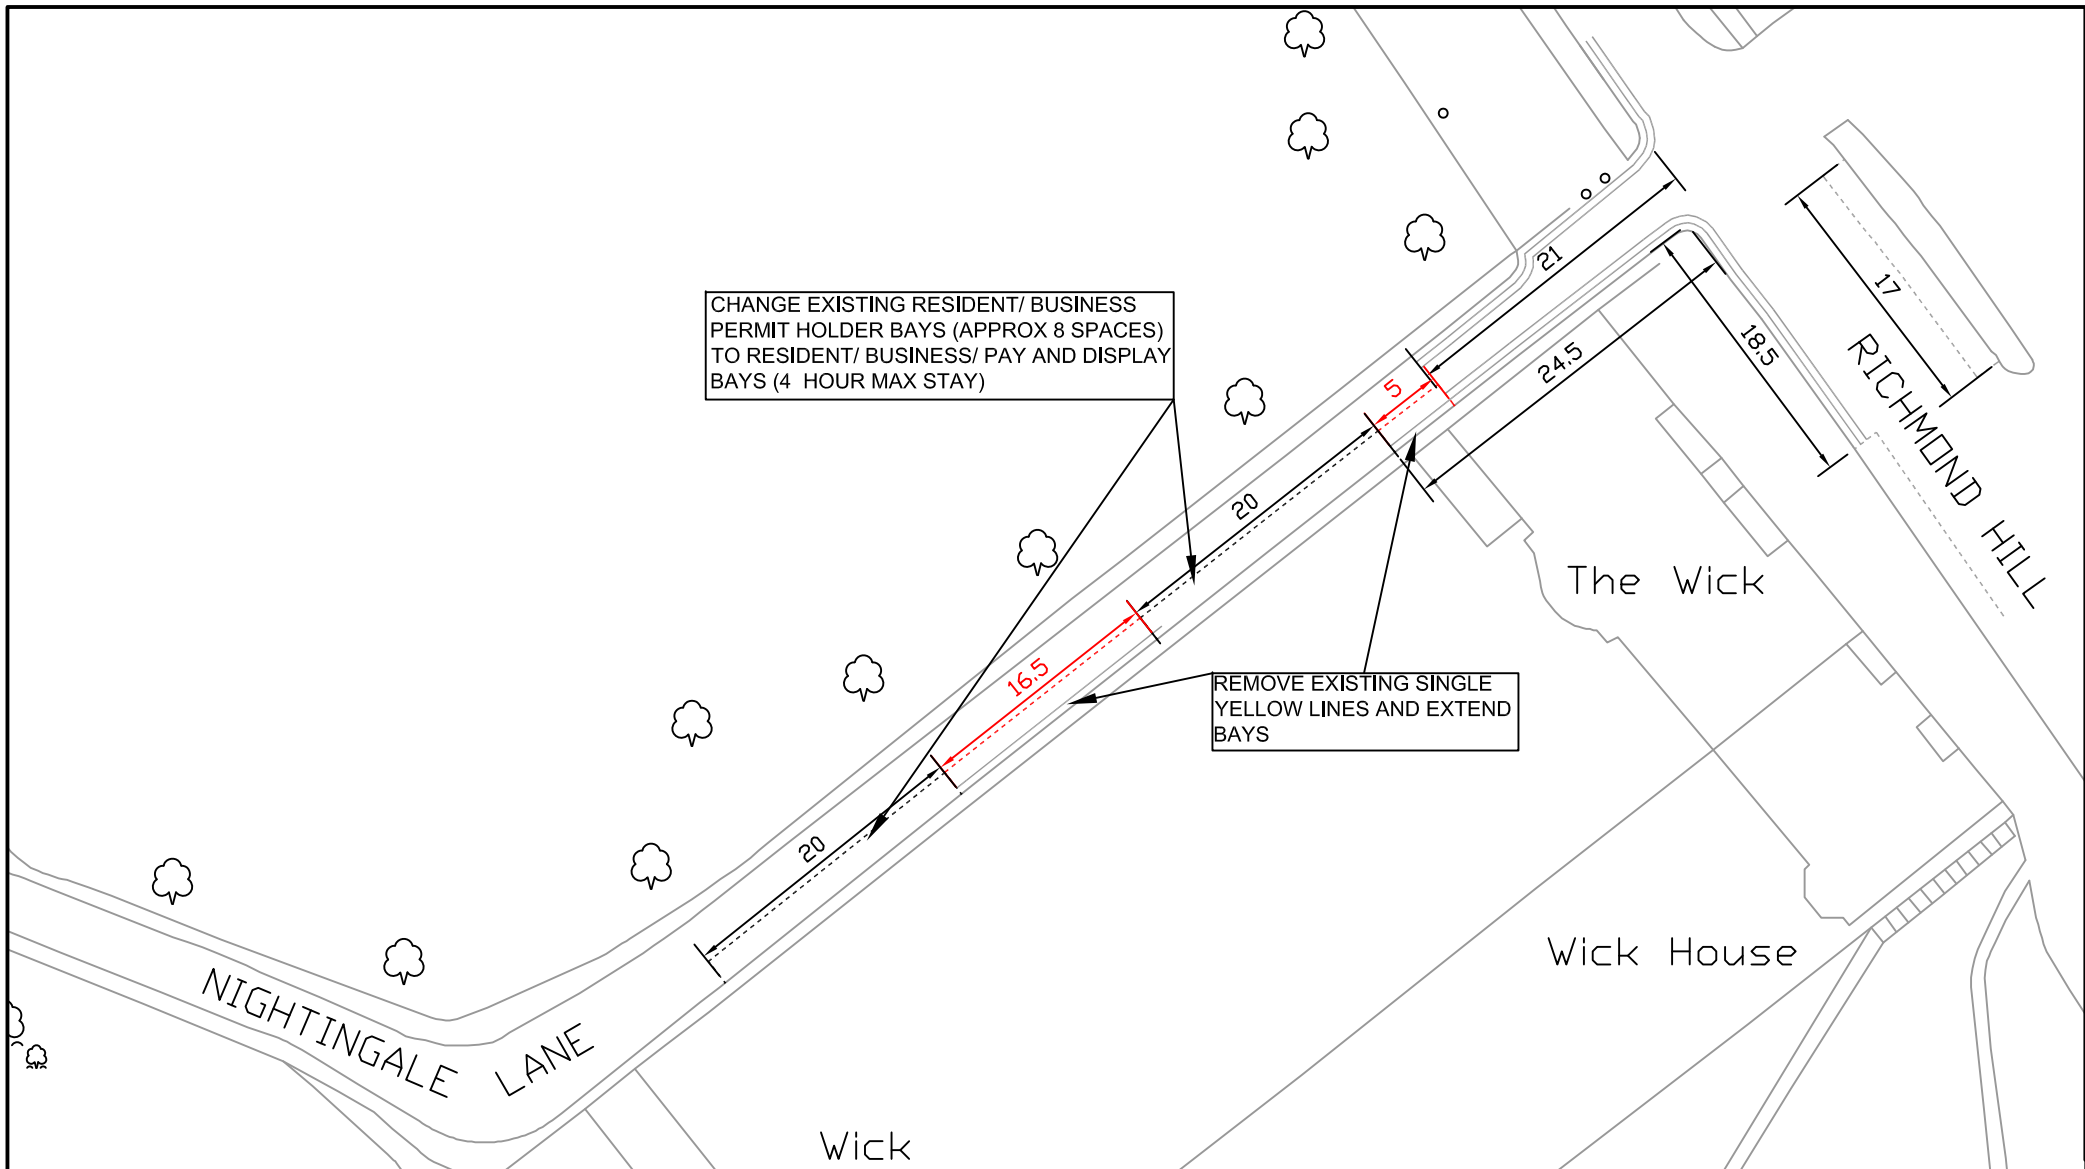 CHANGE EXISTING RESIDENT/ BUSINESS
PERMIT HOLDER BAYS (APPROX 8 SPACES)
TO RESIDENT/ BUSINESS/ PAY AND DISPLAY
BAYS (4 HOUR MAX STAY)
21
17
18.5
24.5
5
RICHMOND HILL
20
The Wick
16.5
REMOVE EXISTING SINGLE
YELLOW LINES AND EXTEND
BAYS
20
Wick House
NIGHTINGALE LANE
Wick